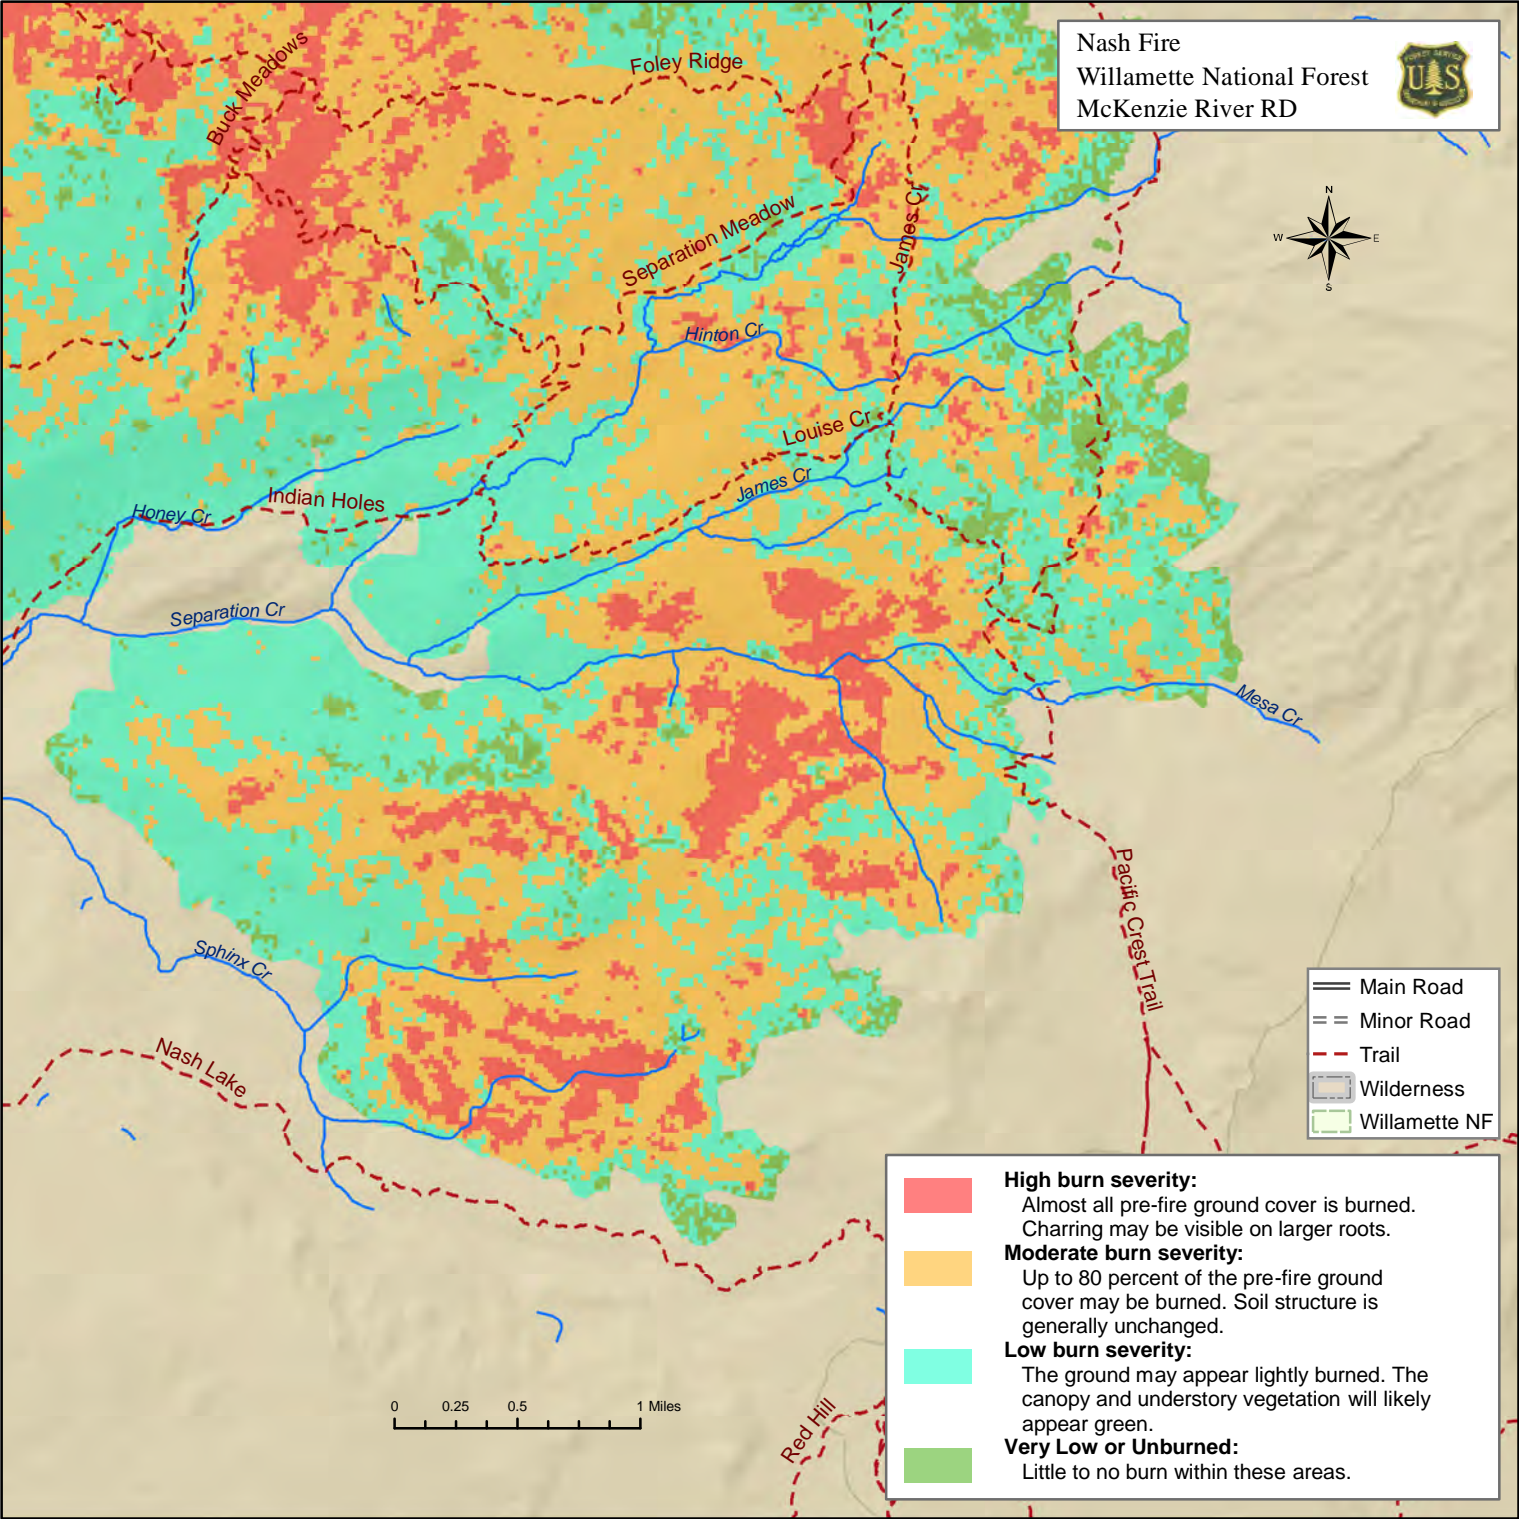 Nash Fire
Willamette National Forest
McKenzie River RD
U S
N
W
E
S
Buck Meadows
Foley Ridge
Separation Meadow
James Cr
Hinton Cr
Louise Cr
James Cr
Honey Cr
Indian Holes
Separation Cr
Mesa Cr
Pacific Crest Trail
Sphinx Cr
Nash Lake
Red Hill
Main Road
Minor Road
Trail
Wilderness
Willamette NF
High burn severity:
Almost all pre-fire ground cover is burned.
Charring may be visible on larger roots.
Moderate burn severity:
Up to 80 percent of the pre-fire ground
cover may be burned. Soil structure is
generally unchanged.
Low burn severity:
The ground may appear lightly burned. The
canopy and understory vegetation will likely
appear green.
Very Low or Unburned:
Little to no burn within these areas.
0 0.25 0.5 1 Miles